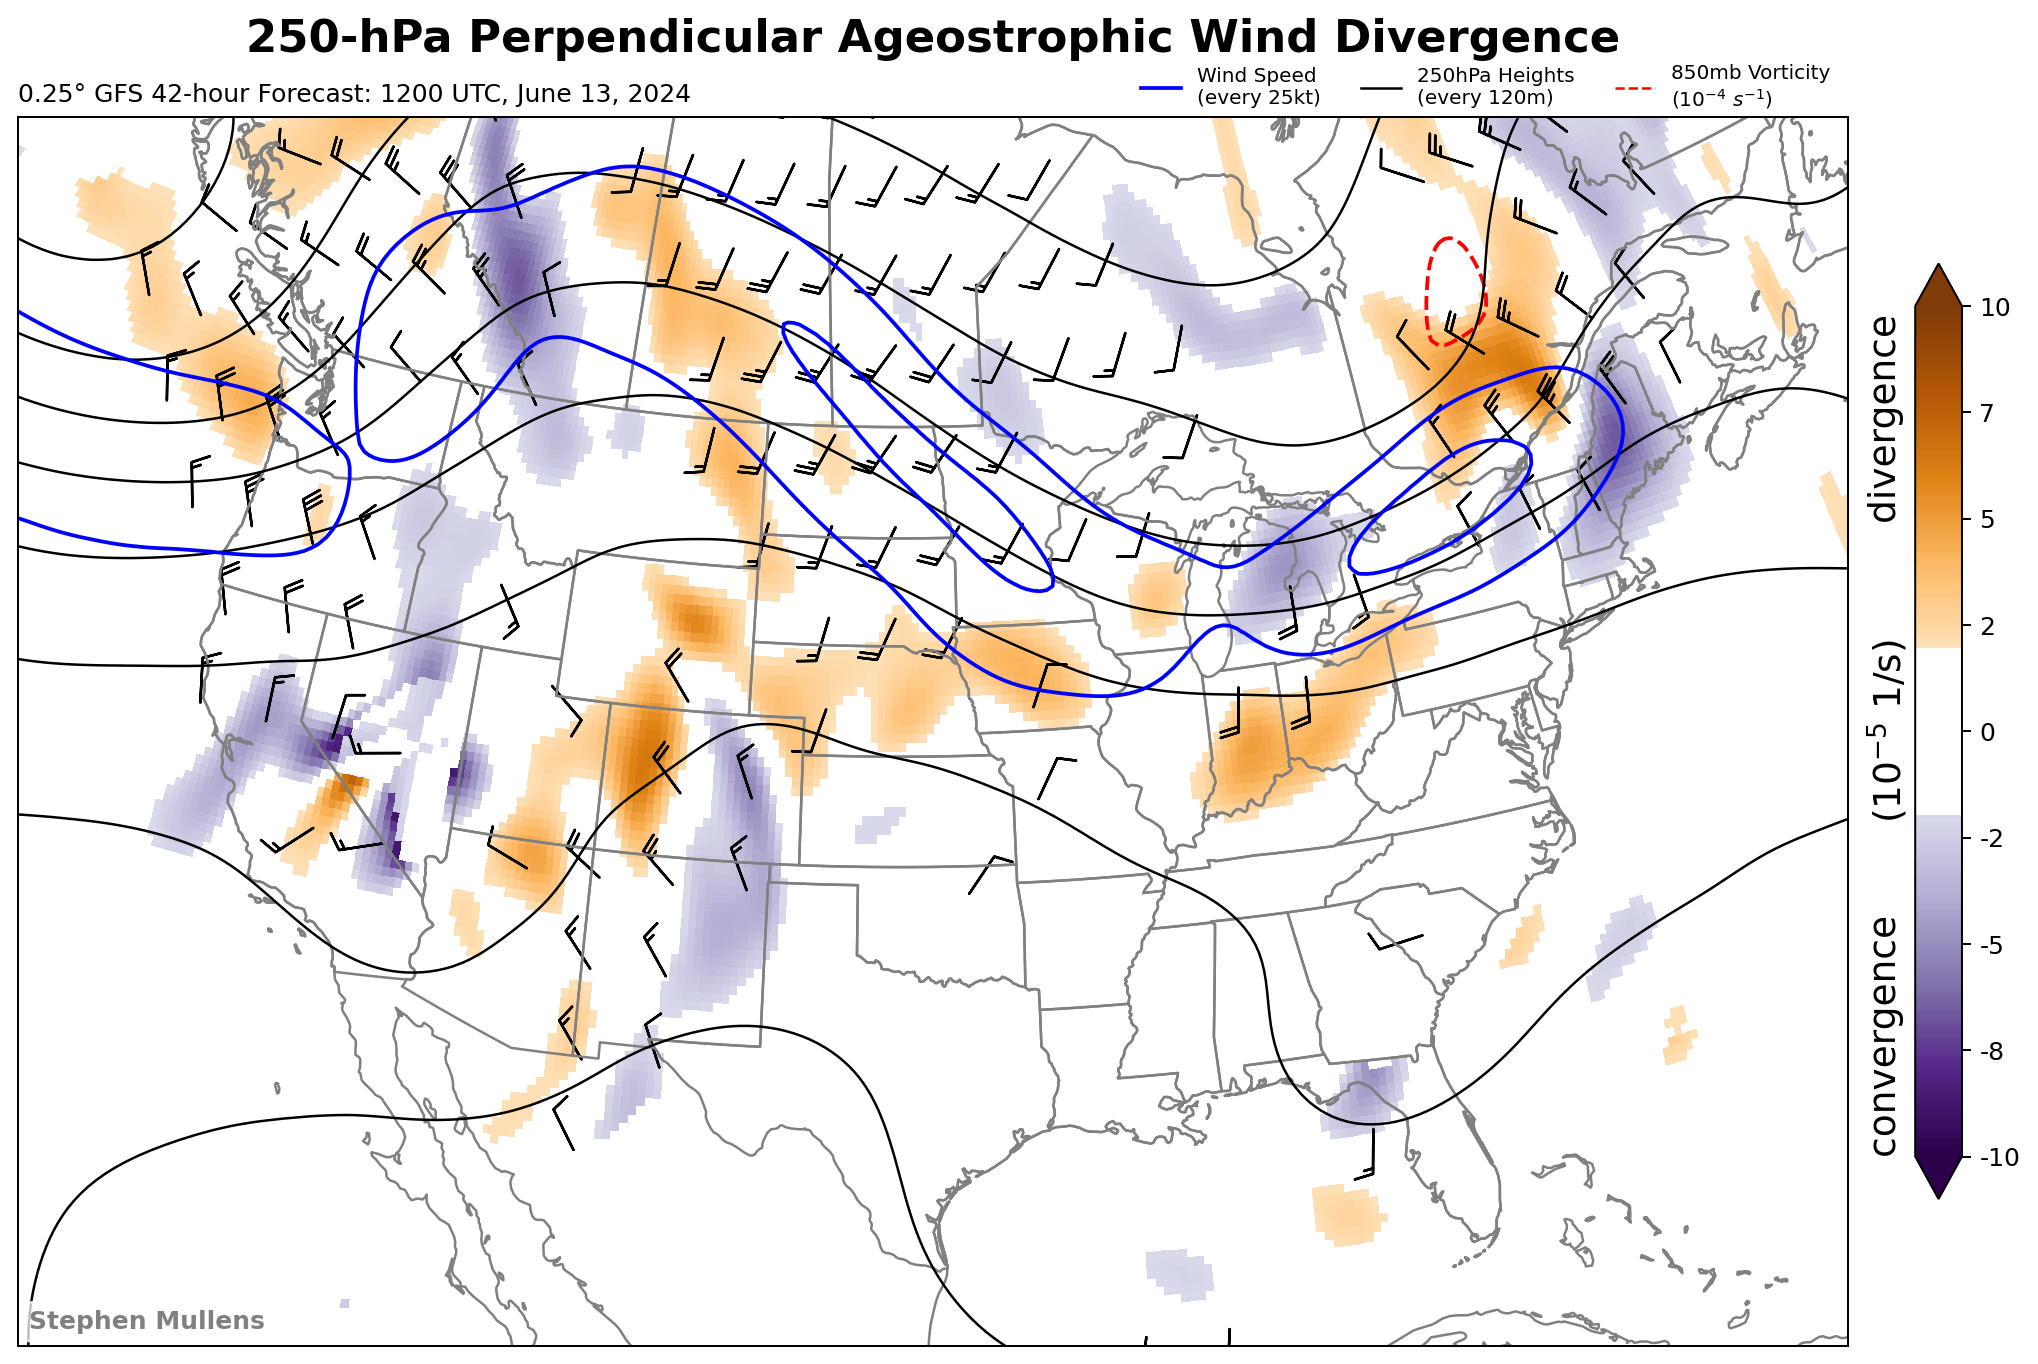 250-hPa Perpendicular Ageostrophic Wind Divergence
0.25° GFS 42-hour Forecast: 1200 UTC, June 13, 2024
Wind Speed
(every 25kt)
250hPa Heights
(every 120m)
850mb Vorticity
(10⁻⁴ s⁻¹)
10
7
5
2
0
-2
-5
-8
-10
divergence
(10⁻⁵ 1/s)
convergence
Stephen Mullens